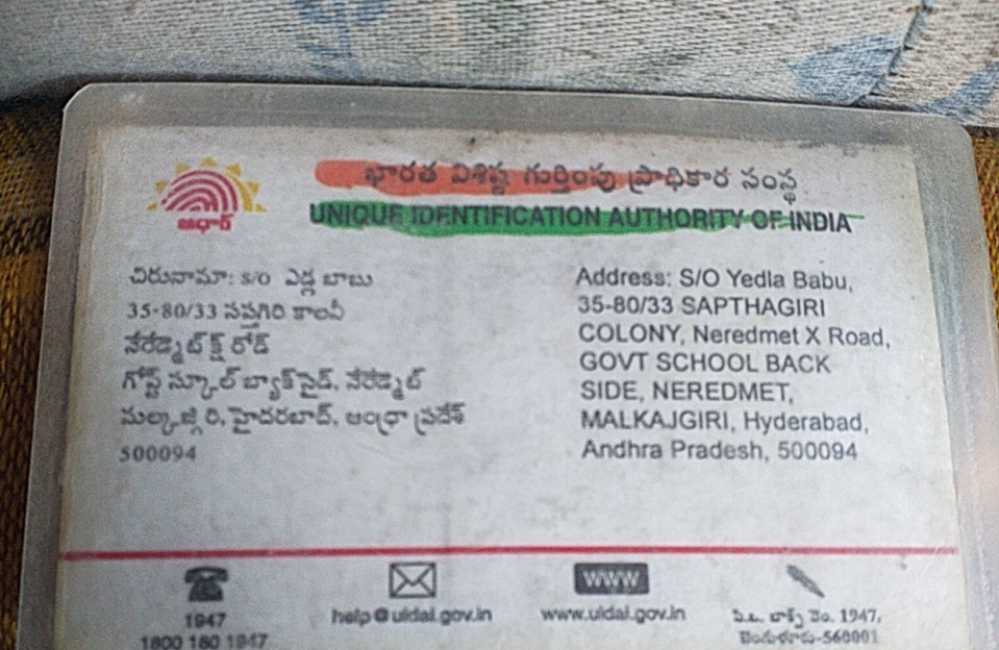 భారత విశిష్ట గుర్తింపు ప్రాధికార సంస్థ
ఆధార్
UNIQUE IDENTIFICATION AUTHORITY OF INDIA
చిరునామా: S/O ఎడ్ల బాబు
35-80/33 సప్తగిరి కాలనీ
నేరేడ్మెట్ క్ష్ రోడ్
గోవ్ట్ స్కూల్ బ్యాక్ సైడ్, నేరేడ్మెట్
మల్కాజ్గిరి, హైదరబాద్, ఆంధ్రా ప్రదేశ్
500094
Address: S/O Yedla Babu,
35-80/33 SAPTHAGIRI
COLONY, Neredmet X Road,
GOVT SCHOOL BACK
SIDE, NEREDMET,
MALKAJGIRI, Hyderabad,
Andhra Pradesh, 500094
1947
1800 180 1947
help@uidai.gov.in
www
www.uidai.gov.in
పి.ఒ. బాక్స్ నెం. 1947,
బెంగుళూరు-560001